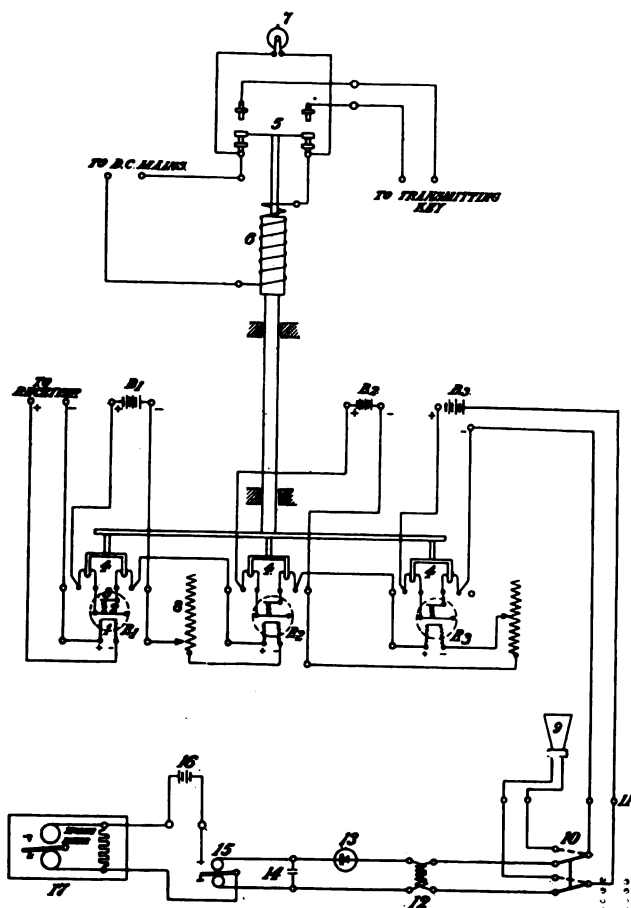 7
5
TO D.C. MAINS
TO TRANSMITTING
KEY
6
TO
B1
B2
B3
+ - + - + - + -
4 4 4
8
R1
R2
R3
+ - + - + -
9
16
10
11
15
14
13
12
17